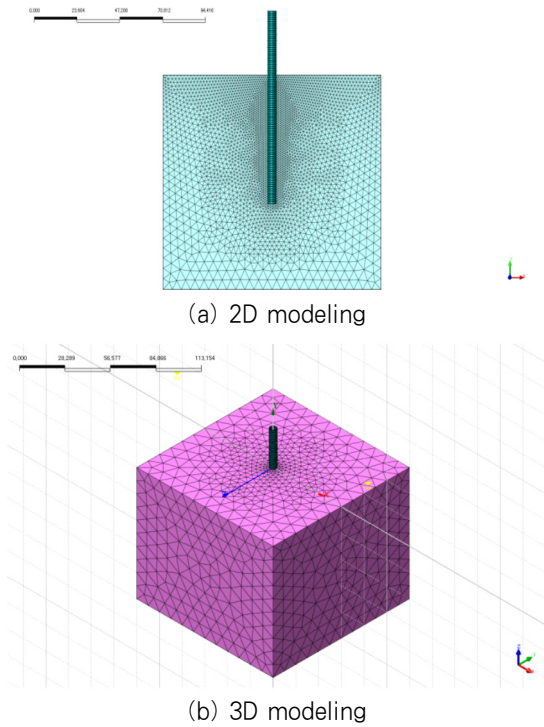 0,000 23,604 47,208 70,812 94,416
(a) 2D modeling
0,000 28,289 56,577 84,866 113,154
(b) 3D modeling